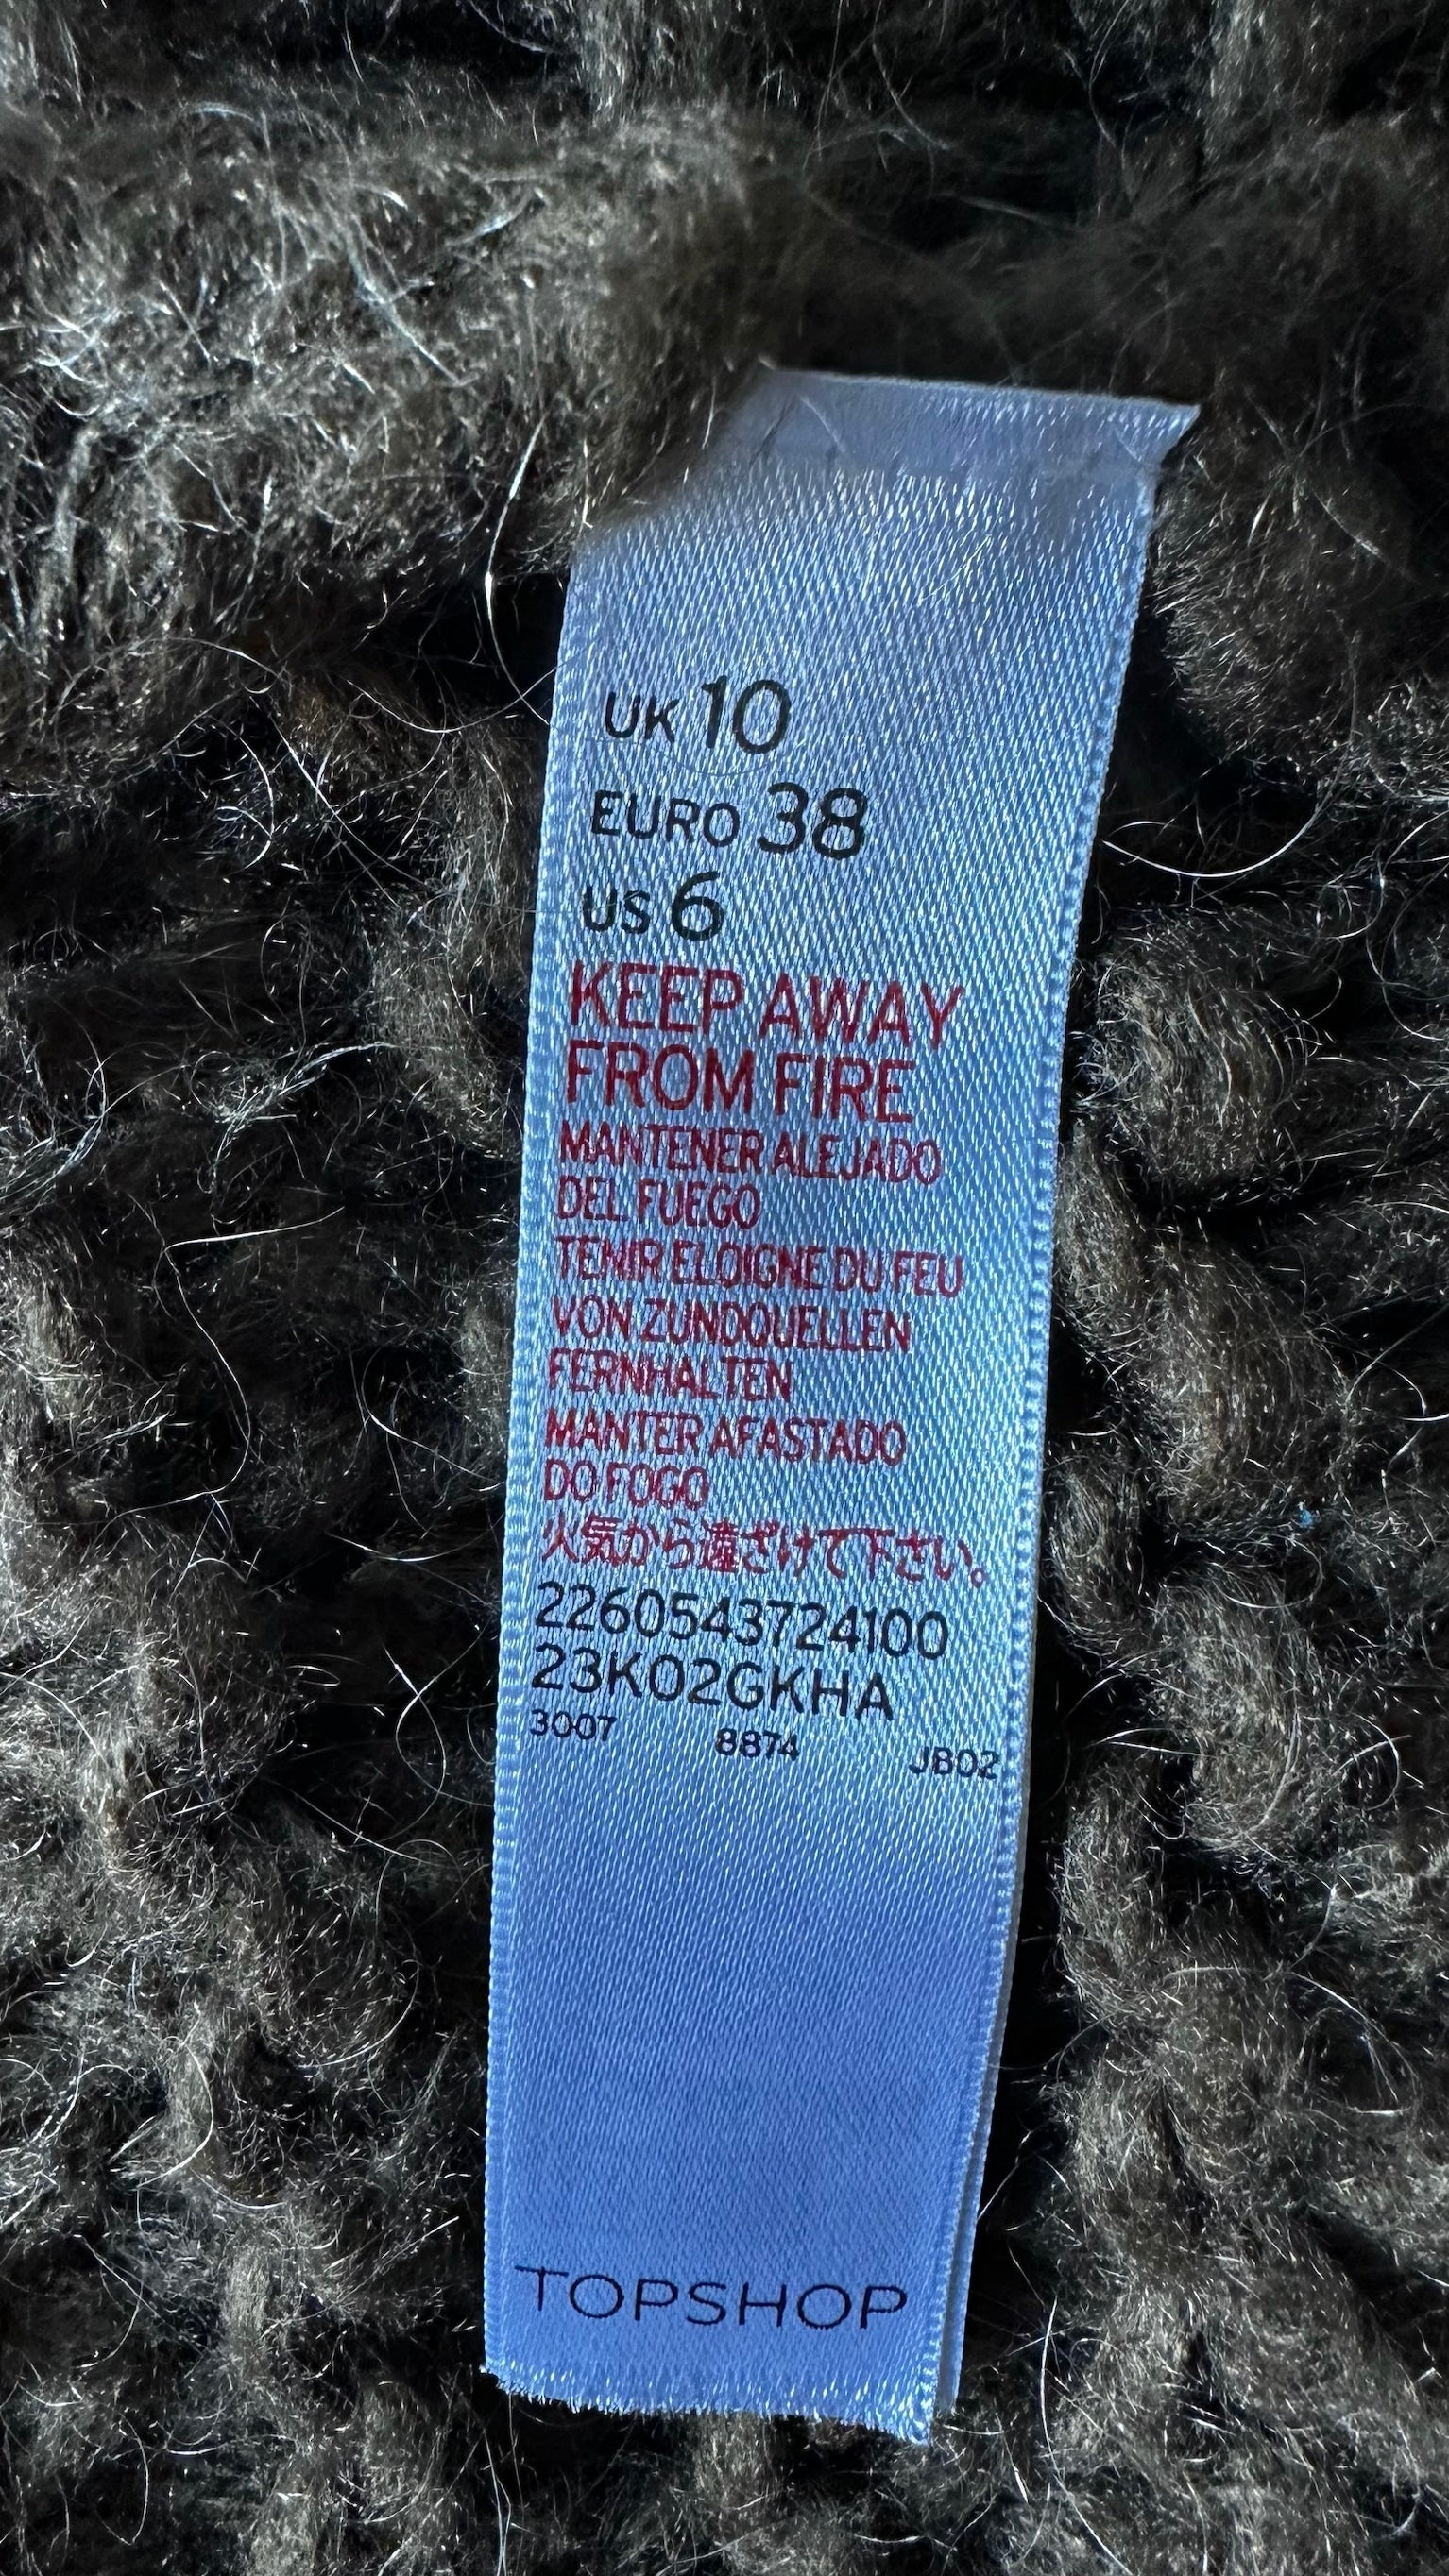 UK 10
EURO 38
US 6
KEEP AWAY
FROM FIRE
MANTENER ALEJADO
DEL FUEGO
TENIR ELOIGNE DU FEU
VON ZUNDQUELLEN
FERNHALTEN
MANTER AFASTADO
DO FOGO
火気から遠ざけて下さい。
2260543724100
23K02GKHA
3007 8874 JB02
TOPSHOP